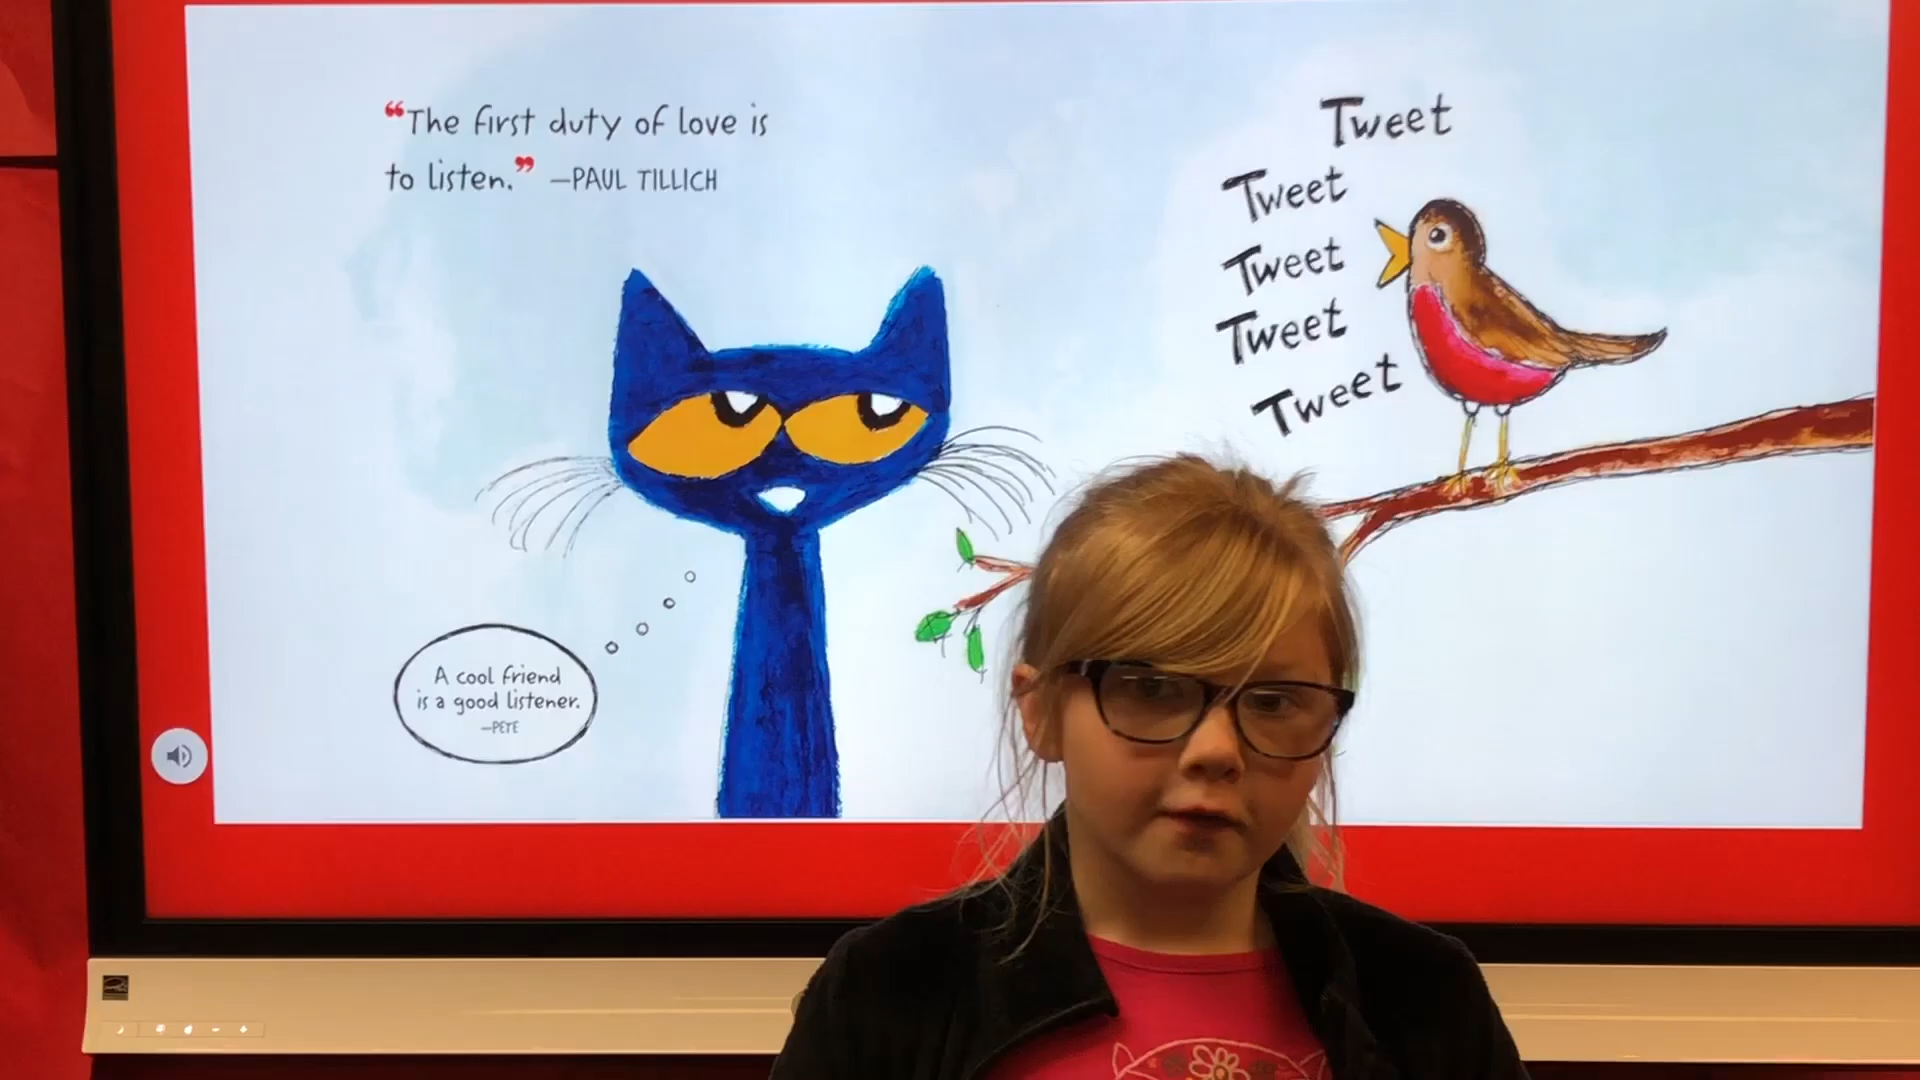 “The first duty of love is
to listen.” —PAUL TILLICH
Tweet
Tweet
Tweet
Tweet
Tweet
A cool friend
is a good listener.
—PETE